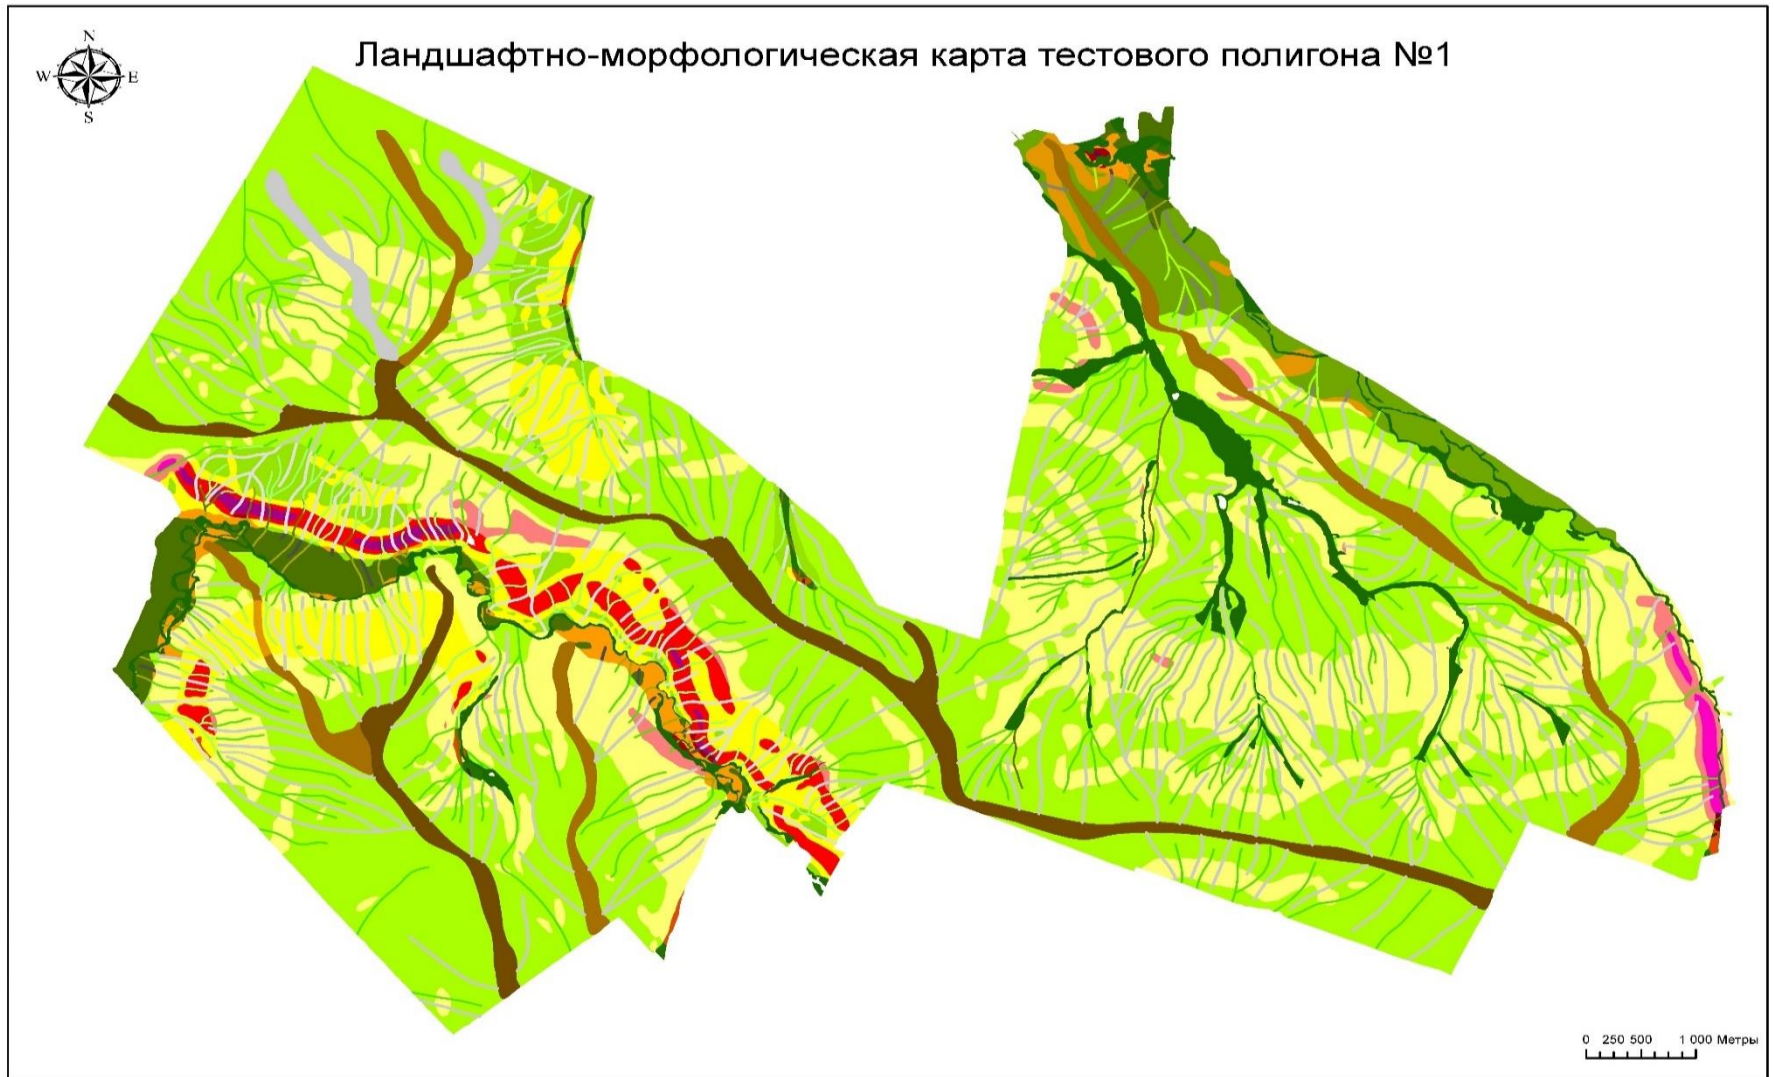 N
Ландшафтно-морфологическая карта тестового полигона №1
W E
S
0 250 500 1 000 Метры